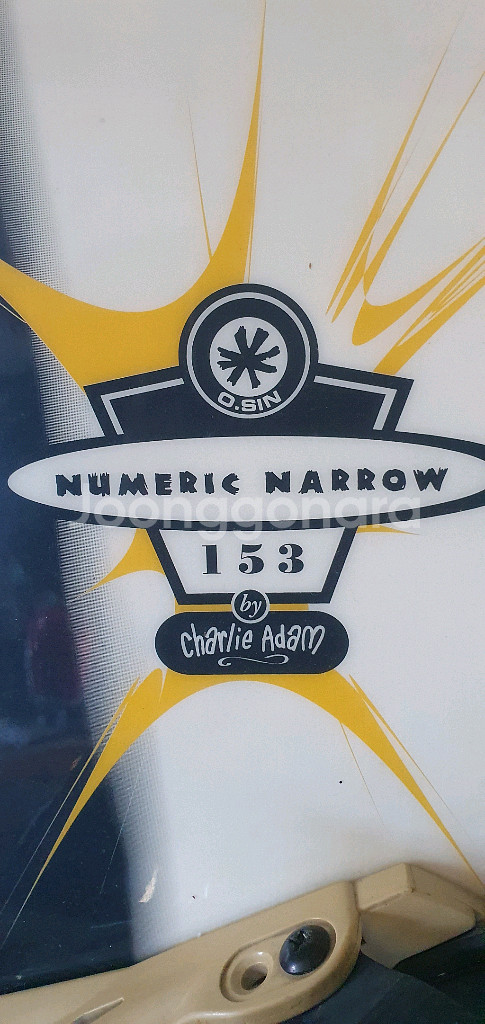 O.SIN
NUMERIC NARROW
Joonggonara
153
by
Charlie Adam